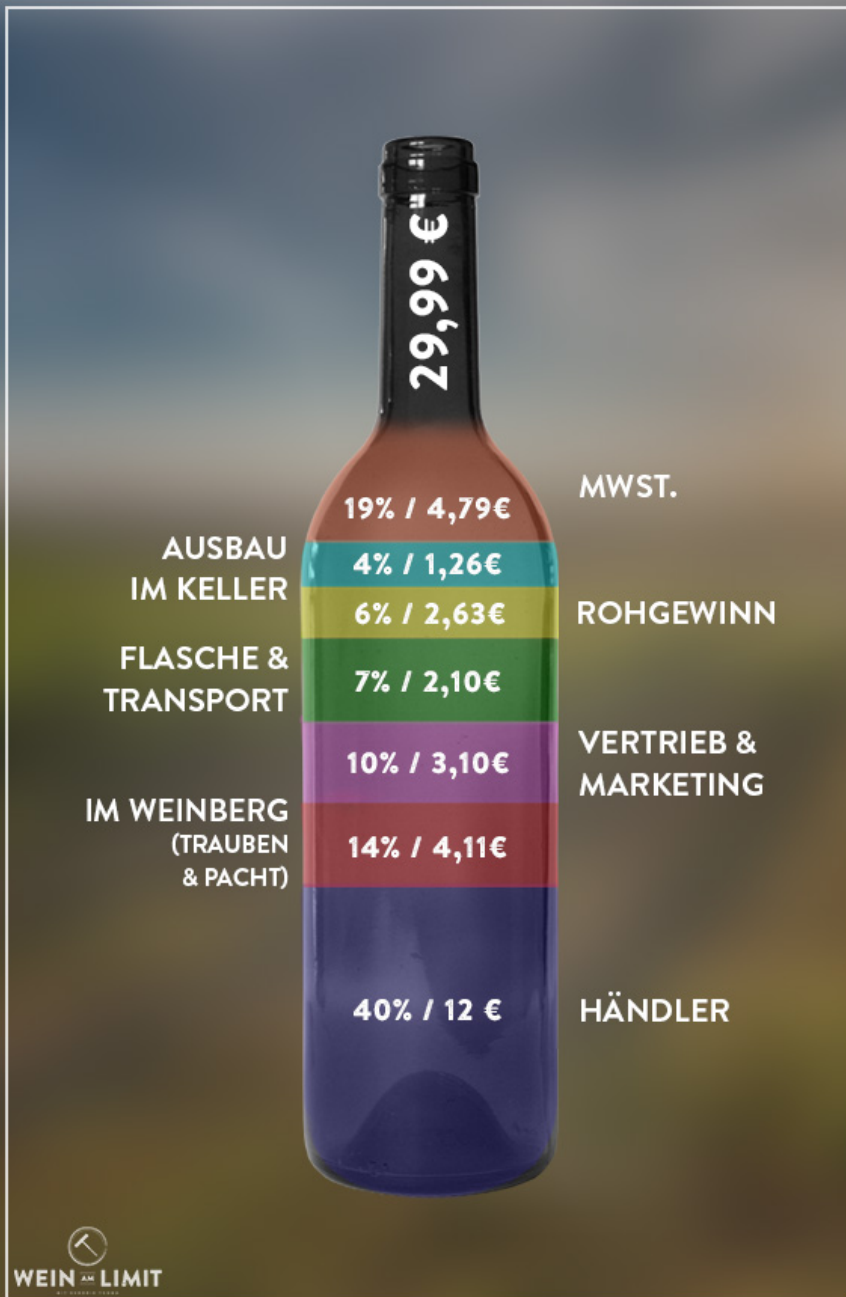 29,99 €
MWST.
19% / 4,79€
AUSBAU
IM KELLER
4% / 1,26€
6% / 2,63€
ROHGEWINN
FLASCHE &
TRANSPORT
7% / 2,10€
VERTRIEB &
MARKETING
10% / 3,10€
IM WEINBERG
(TRAUBEN
& PACHT)
14% / 4,11€
40% / 12 €
HÄNDLER
WEIN AM LIMIT